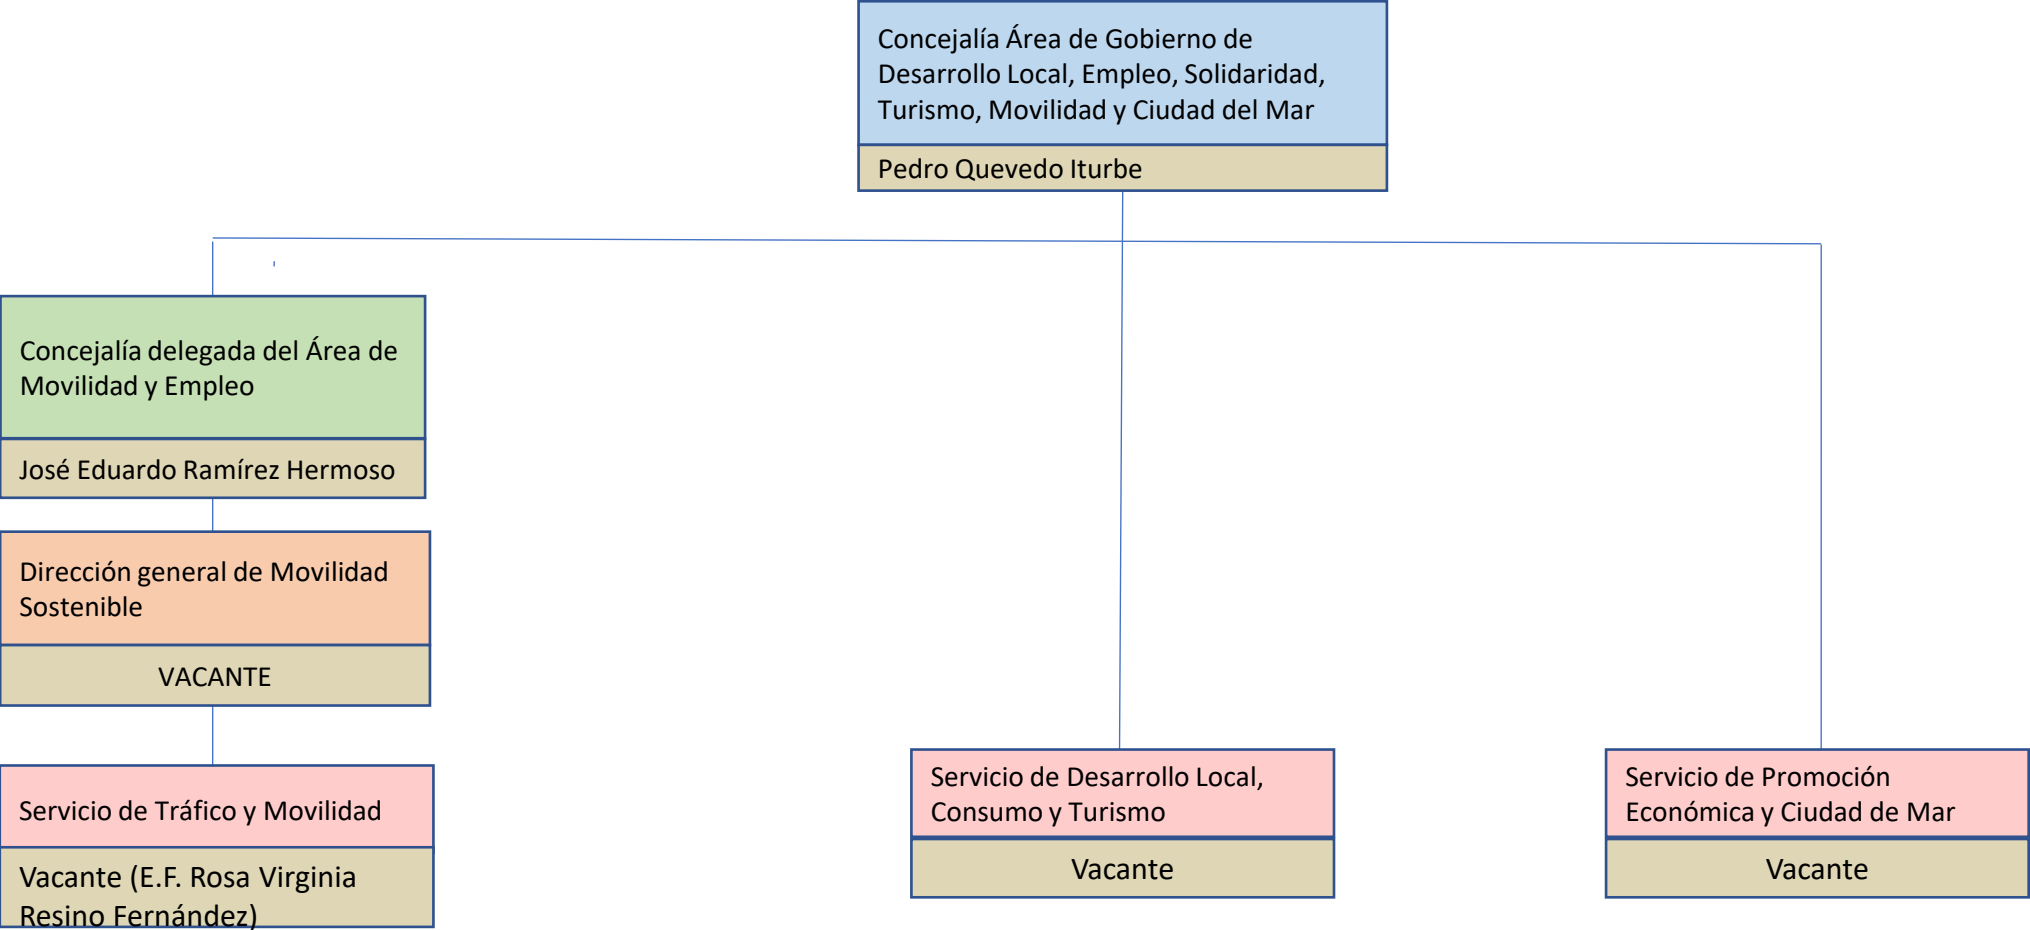 Concejalía Área de Gobierno de
Desarrollo Local, Empleo, Solidaridad,
Turismo, Movilidad y Ciudad del Mar
Pedro Quevedo Iturbe
Concejalía delegada del Área de
Movilidad y Empleo
José Eduardo Ramírez Hermoso
Dirección general de Movilidad
Sostenible
VACANTE
Servicio de Tráfico y Movilidad
Vacante (E.F. Rosa Virginia
Resino Fernández)
Servicio de Desarrollo Local,
Consumo y Turismo
Vacante
Servicio de Promoción
Económica y Ciudad de Mar
Vacante